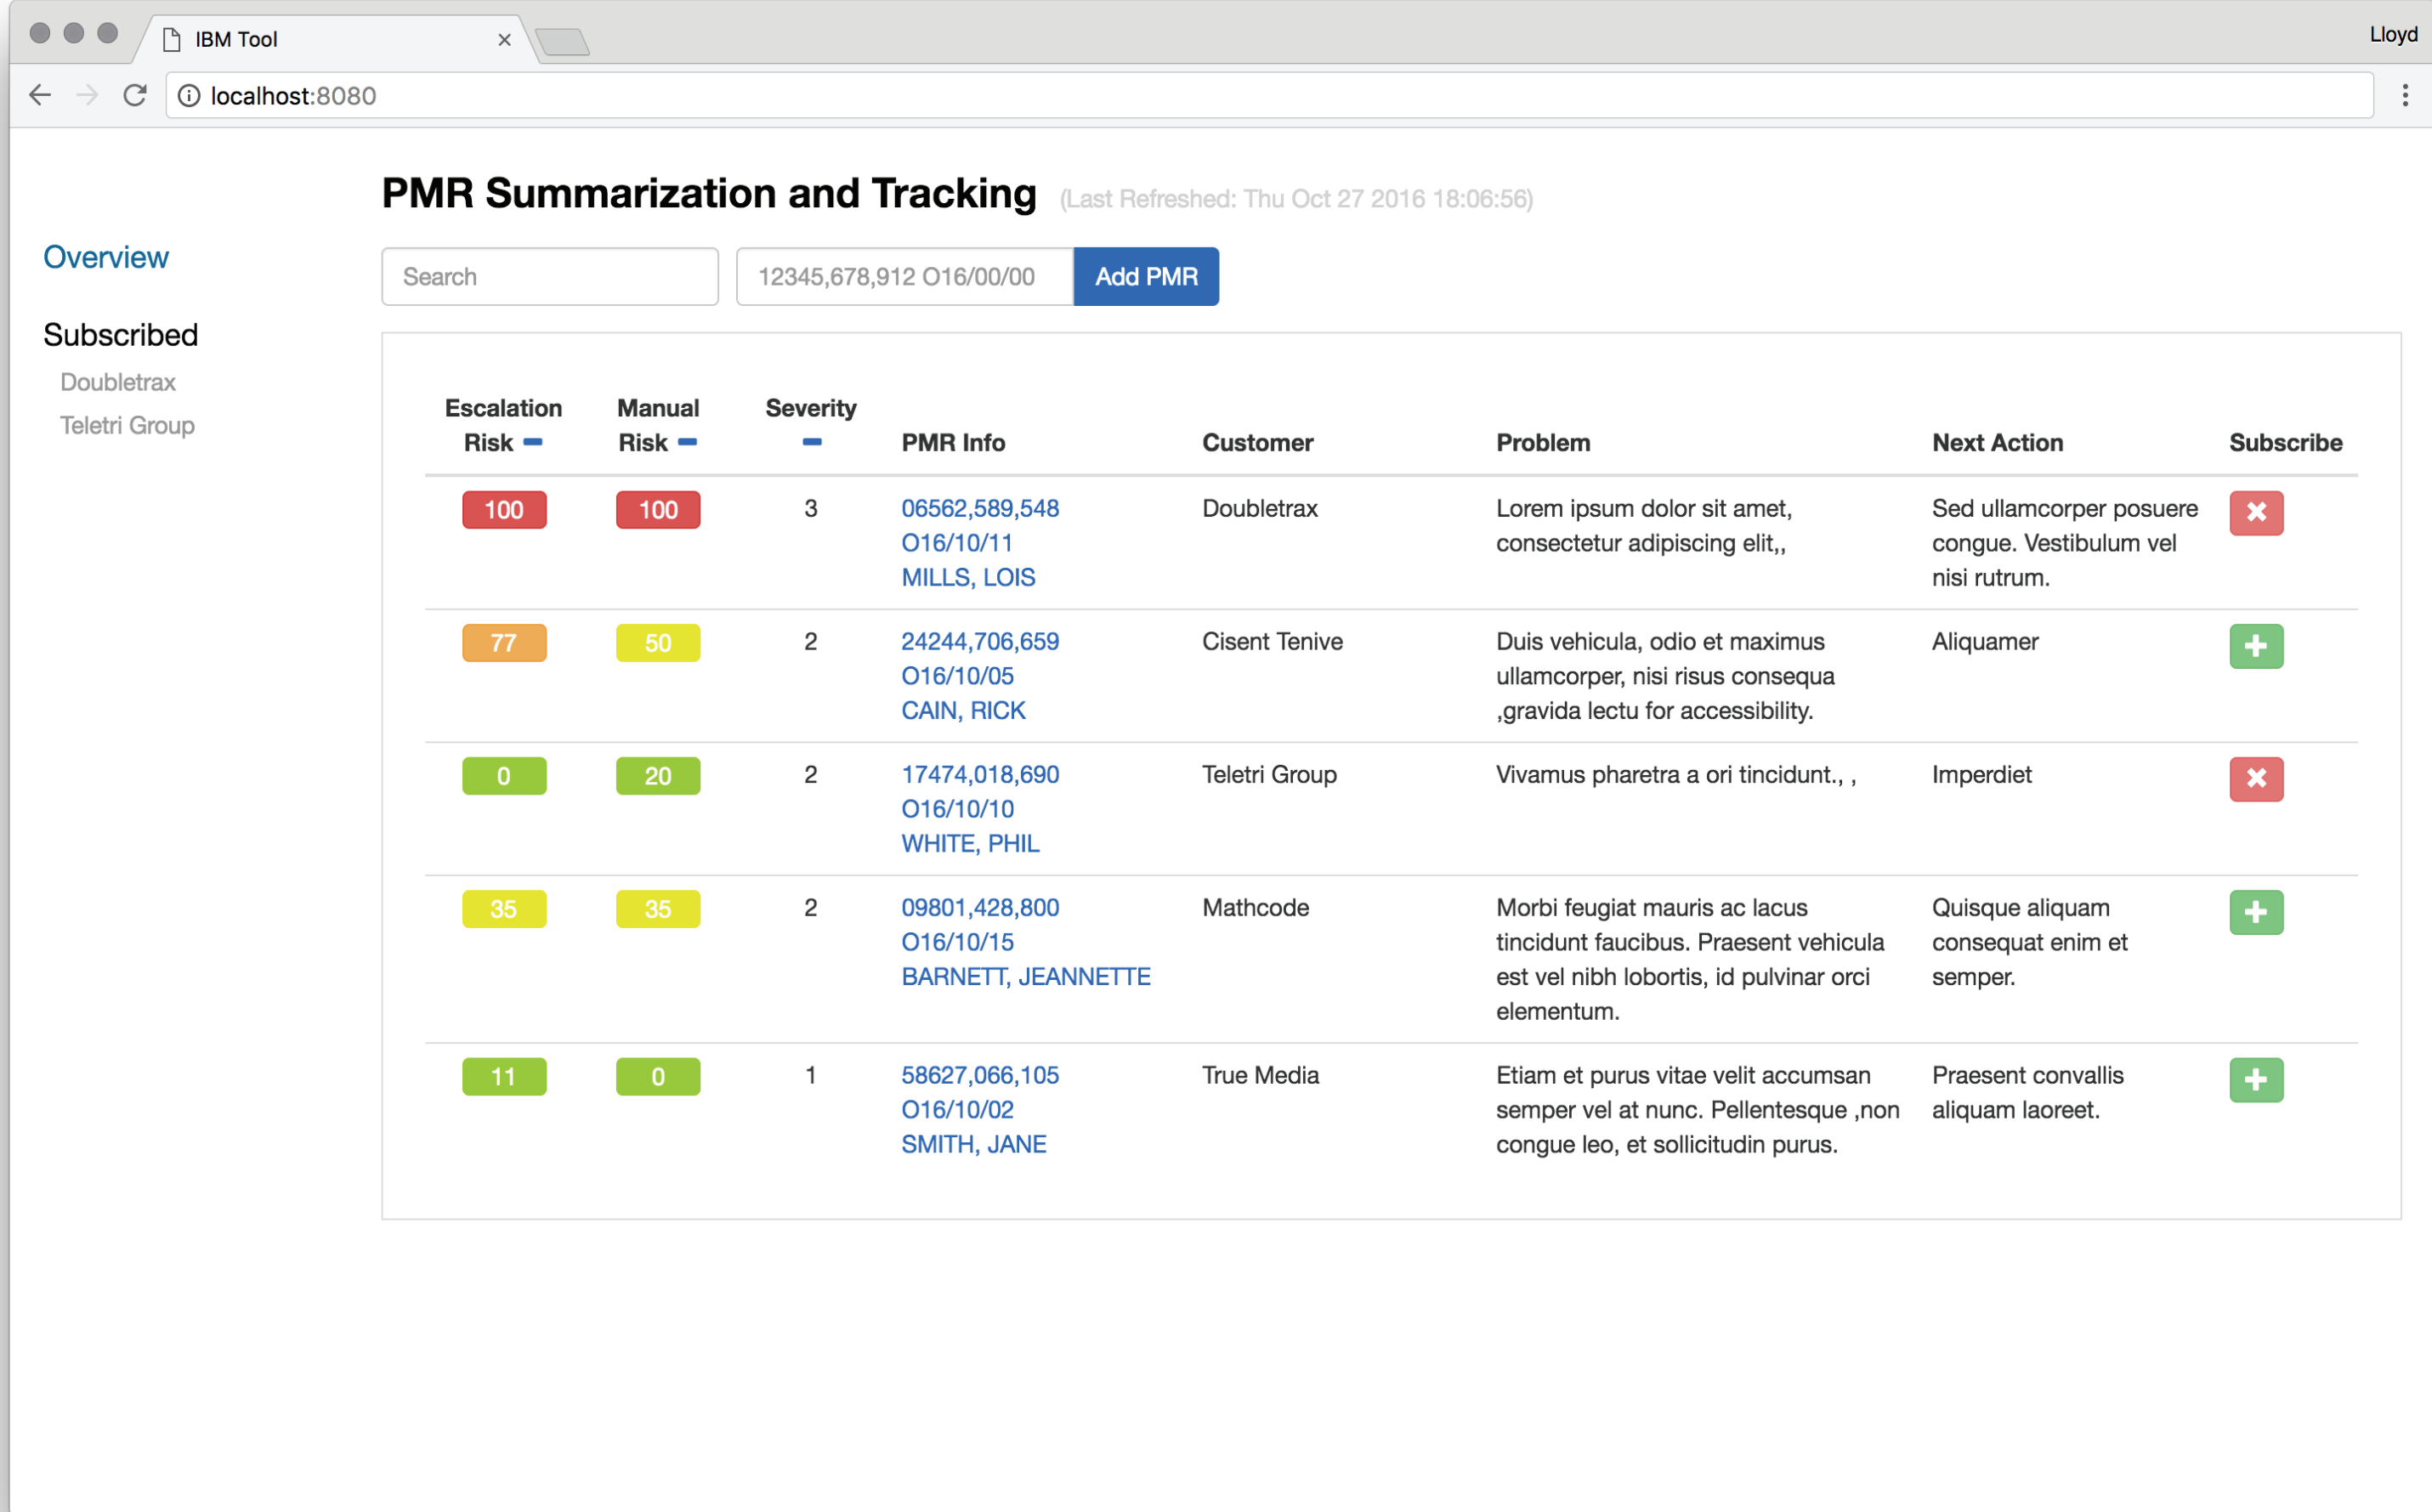 IBM Tool
Lloyd
localhost:8080
PMR Summarization and Tracking (Last Refreshed: Thu Oct 27 2016 18:06:56)
Overview
Subscribed
Doubletrax
Teletri Group
Search
12345,678,912 O16/00/00
Add PMR
Escalation Risk
Manual Risk
Severity
PMR Info
Customer
Problem
Next Action
Subscribe
100
100
3
06562,589,548
O16/10/11
MILLS, LOIS
Doubletrax
Lorem ipsum dolor sit amet,
consectetur adipiscing elit,,
Sed ullamcorper posuere
congue. Vestibulum vel
nisi rutrum.
77
50
2
24244,706,659
O16/10/05
CAIN, RICK
Cisent Tenive
Duis vehicula, odio et maximus
ullamcorper, nisi risus consequa
,gravida lectu for accessibility.
Aliquamer
0
20
2
17474,018,690
O16/10/10
WHITE, PHIL
Teletri Group
Vivamus pharetra a ori tincidunt., ,
Imperdiet
35
35
2
09801,428,800
O16/10/15
BARNETT, JEANNETTE
Mathcode
Morbi feugiat mauris ac lacus
tincidunt faucibus. Praesent vehicula
est vel nibh lobortis, id pulvinar orci
elementum.
Quisque aliquam
consequat enim et
semper.
11
0
1
58627,066,105
O16/10/02
SMITH, JANE
True Media
Etiam et purus vitae velit accumsan
semper vel at nunc. Pellentesque ,non
congue leo, et sollicitudin purus.
Praesent convallis
aliquam laoreet.